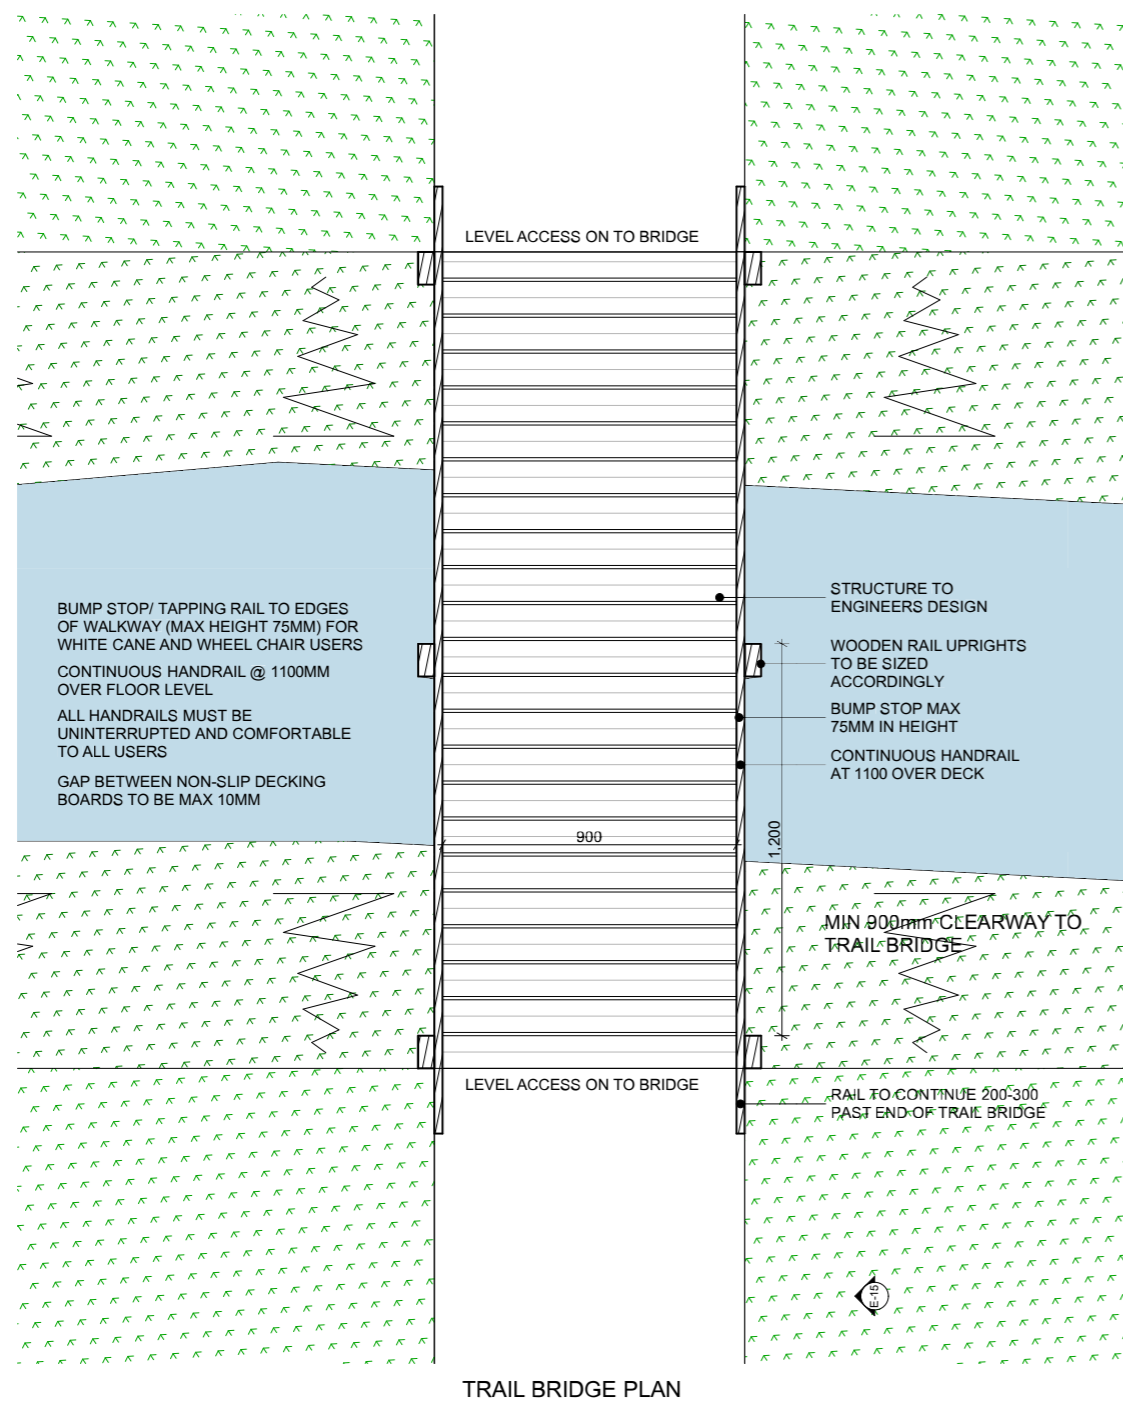 LEVEL ACCESS ON TO BRIDGE
BUMP STOP/ TAPPING RAIL TO EDGES
OF WALKWAY (MAX HEIGHT 75MM) FOR
WHITE CANE AND WHEEL CHAIR USERS
CONTINUOUS HANDRAIL @ 1100MM
OVER FLOOR LEVEL
ALL HANDRAILS MUST BE
UNINTERRUPTED AND COMFORTABLE
TO ALL USERS
GAP BETWEEN NON-SLIP DECKING
BOARDS TO BE MAX 10MM
STRUCTURE TO
ENGINEERS DESIGN
WOODEN RAIL UPRIGHTS
TO BE SIZED
ACCORDINGLY
BUMP STOP MAX
75MM IN HEIGHT
CONTINUOUS HANDRAIL
AT 1100 OVER DECK
900
1,200
MIN 900mm CLEARWAY TO
TRAIL BRIDGE
LEVEL ACCESS ON TO BRIDGE
RAIL TO CONTINUE 200-300
PAST END OF TRAIL BRIDGE
E-15
TRAIL BRIDGE PLAN